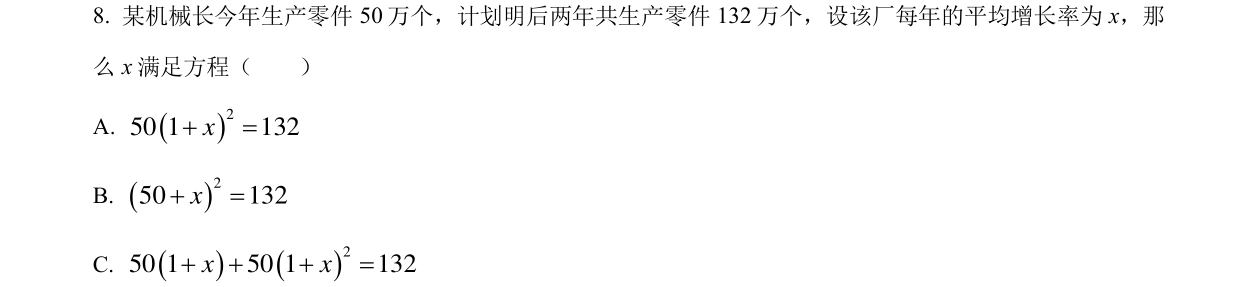 8. 某机械长今年生产零件 50 万个，计划明后两年共生产零件 132 万个，设该厂每年的平均增长率为 x，那
么 x 满足方程（　　）
A. 50(1+x)²=132
B. (50+x)²=132
C. 50(1+x)+50(1+x)²=132